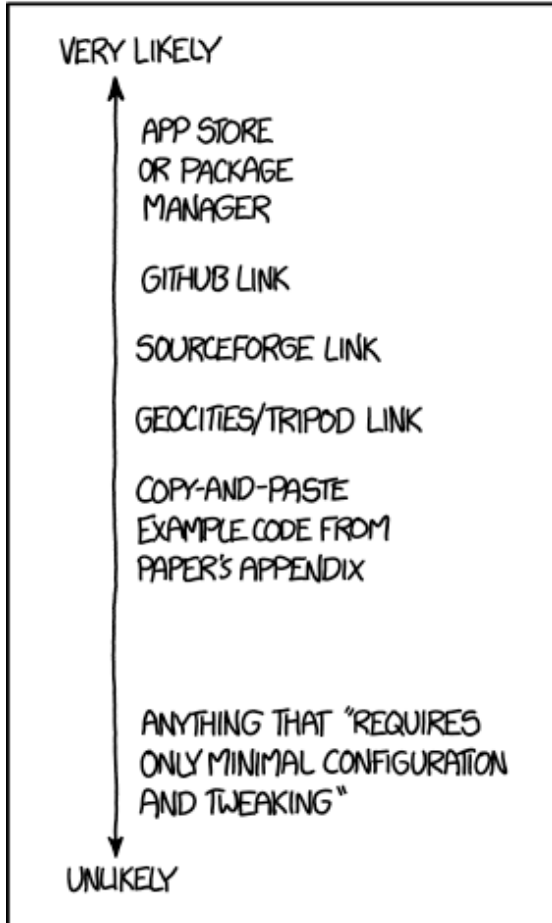 VERY LIKELY
APP STORE
OR PACKAGE
MANAGER
GITHUB LINK
SOURCEFORGE LINK
GEOCITIES/TRIPOD LINK
COPY-AND-PASTE
EXAMPLE CODE FROM
PAPER'S APPENDIX
ANYTHING THAT "REQUIRES
ONLY MINIMAL CONFIGURATION
AND TWEAKING"
UNLIKELY